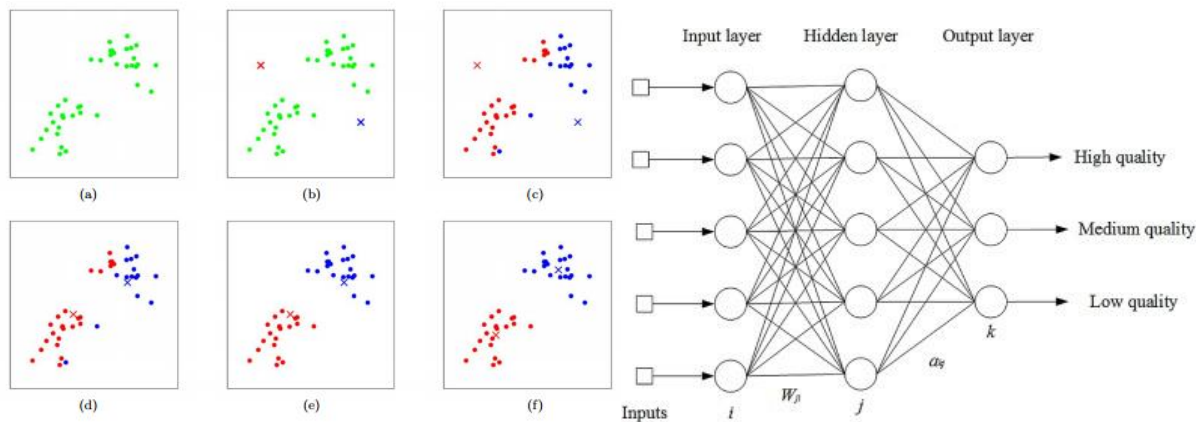 (a)
(b)
(c)
(d)
(e)
(f)
Input layer
Hidden layer
Output layer
High quality
Medium quality
Low quality
k
Inputs
i
j